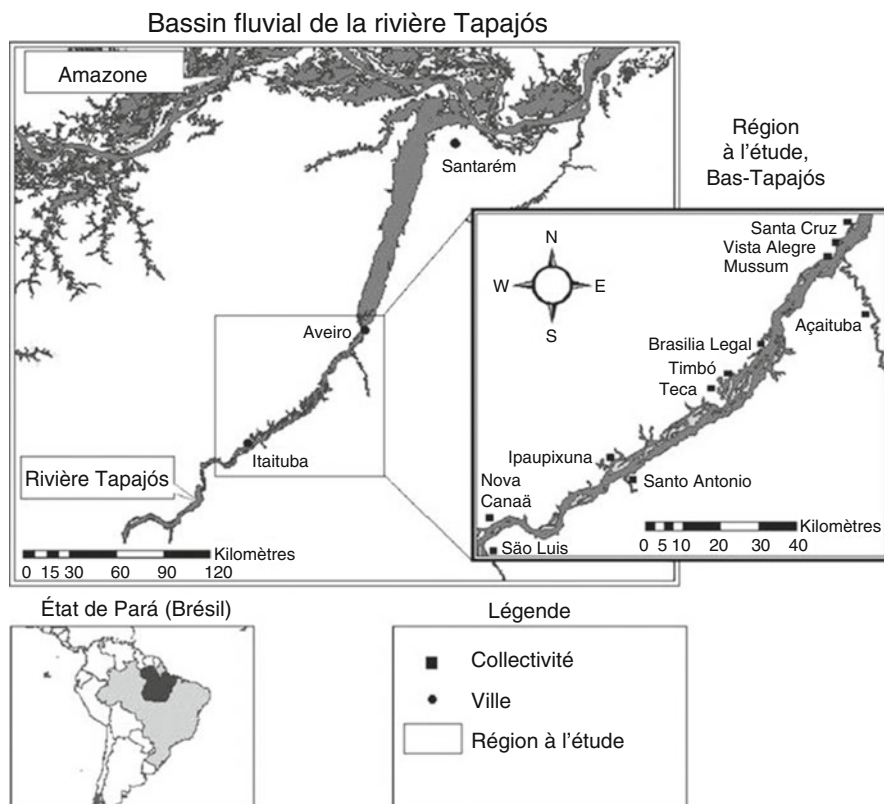 Bassin fluvial de la rivière Tapajós
Amazone
Santarém
Aveiro
Itaituba
Rivière Tapajós
Kilomètres
0 15 30 60 90 120
Région
à l'étude,
Bas-Tapajós
N
W E
S
Santa Cruz
Vista Alegre
Mussum
Açaituba
Brasilia Legal
Timbó
Teca
Ipaupixuna
Santo Antonio
Nova
Canaä
Säo Luis
Kilomètres
0 5 10 20 30 40
État de Pará (Brésil)
Légende
Collectivité
Ville
Région à l'étude